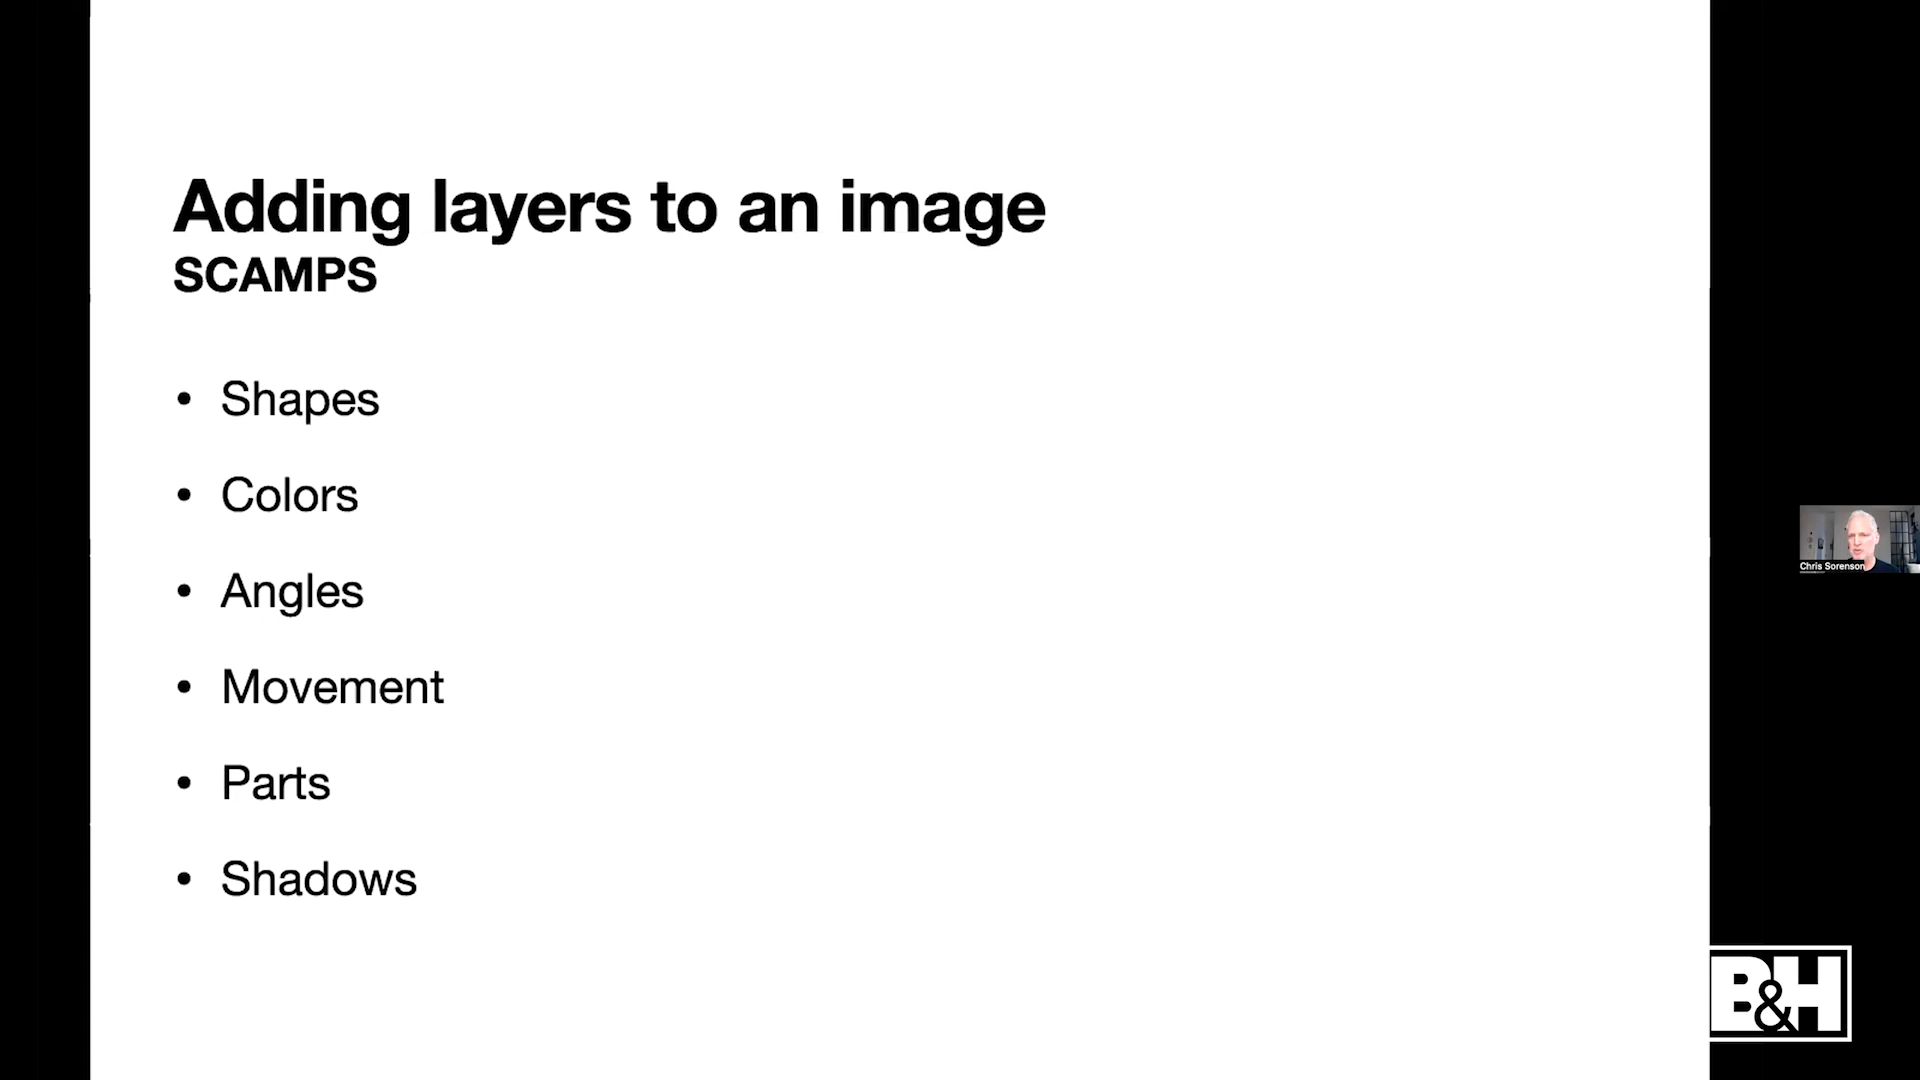 Adding layers to an image
SCAMPS
• Shapes
• Colors
• Angles
• Movement
• Parts
• Shadows
Chris Sorenson
B&H